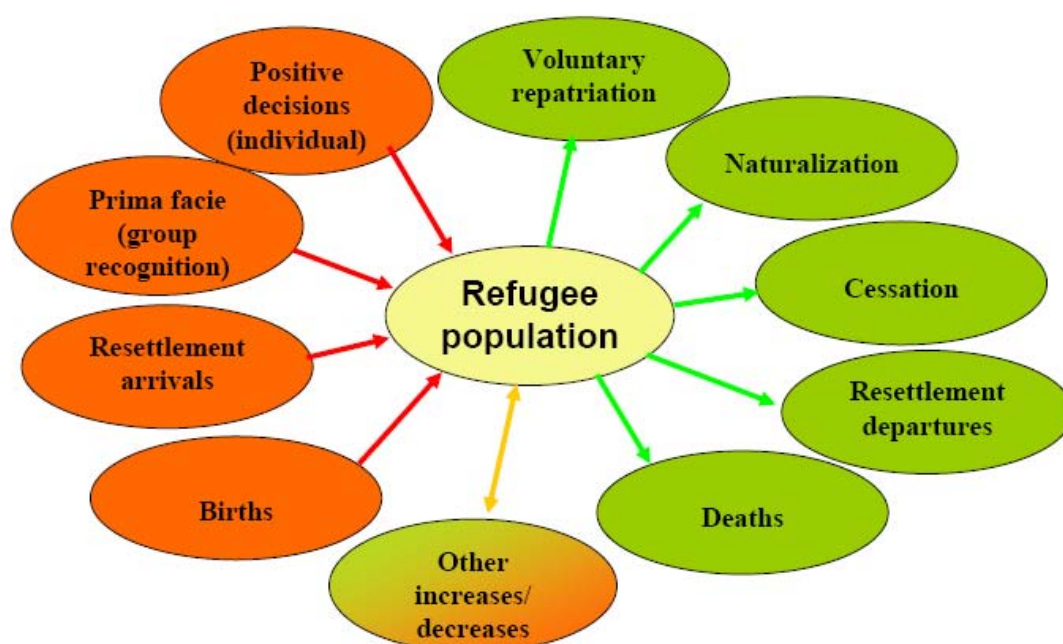 Positive
decisions
(individual)
Voluntary
repatriation
Naturalization
Prima facie
(group
recognition)
Refugee
population
Cessation
Resettlement
arrivals
Resettlement
departures
Births
Deaths
Other
increases/
decreases